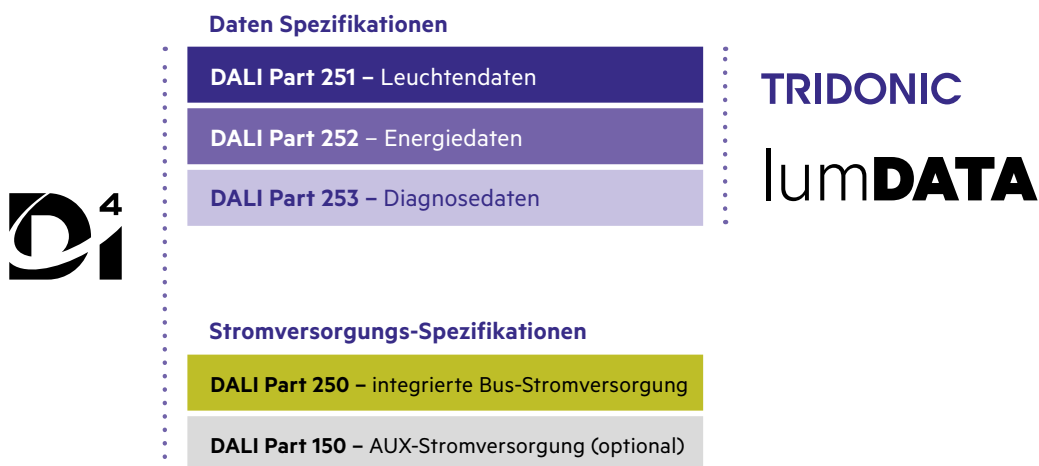 Daten Spezifikationen
DALI Part 251 – Leuchtendaten
DALI Part 252 – Energiedaten
DALI Part 253 – Diagnosedaten
TRIDONIC
lumDATA
D4i
Stromversorgungs-Spezifikationen
DALI Part 250 – integrierte Bus-Stromversorgung
DALI Part 150 – AUX-Stromversorgung (optional)